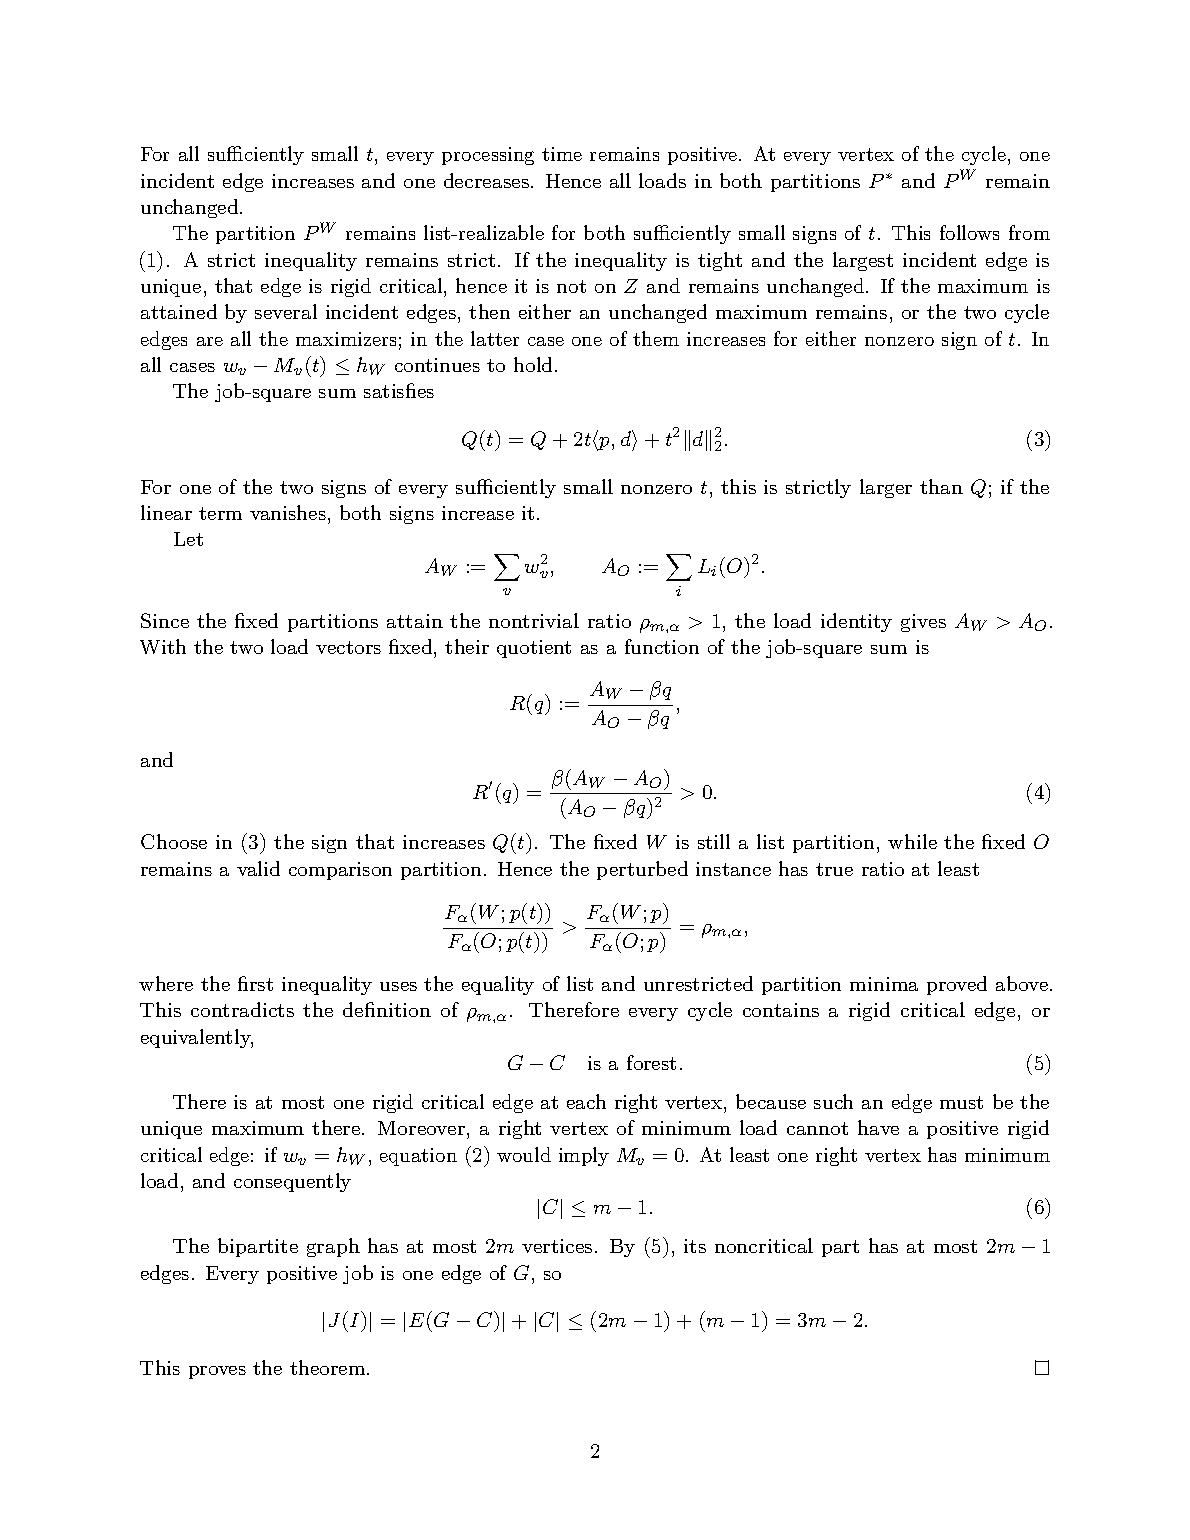 For all sufficiently small t, every processing time remains positive. At every vertex of the cycle, one
incident edge increases and one decreases. Hence all loads in both partitions P* and P^W remain
unchanged.
The partition P^W remains list-realizable for both sufficiently small signs of t. This follows from
(1). A strict inequality remains strict. If the inequality is tight and the largest incident edge is
unique, that edge is rigid critical, hence it is not on Z and remains unchanged. If the maximum is
attained by several incident edges, then either an unchanged maximum remains, or the two cycle
edges are all the maximizers; in the latter case one of them increases for either nonzero sign of t. In
all cases w_v − M_v(t) ≤ h_W continues to hold.
The job-square sum satisfies
Q(t) = Q + 2t⟨p, d⟩ + t²‖d‖₂². (3)
For one of the two signs of every sufficiently small nonzero t, this is strictly larger than Q; if the
linear term vanishes, both signs increase it.
Let
A_W := ∑_v w_v², A_O := ∑_i L_i(O)².
Since the fixed partitions attain the nontrivial ratio ρ_{m,α} > 1, the load identity gives A_W > A_O.
With the two load vectors fixed, their quotient as a function of the job-square sum is
R(q) := (A_W − βq) / (A_O − βq),
and
R′(q) = β(A_W − A_O) / (A_O − βq)² > 0. (4)
Choose in (3) the sign that increases Q(t). The fixed W is still a list partition, while the fixed O
remains a valid comparison partition. Hence the perturbed instance has true ratio at least
F_α(W; p(t)) / F_α(O; p(t)) > F_α(W; p) / F_α(O; p) = ρ_{m,α},
where the first inequality uses the equality of list and unrestricted partition minima proved above.
This contradicts the definition of ρ_{m,α}. Therefore every cycle contains a rigid critical edge, or
equivalently,
G − C is a forest. (5)
There is at most one rigid critical edge at each right vertex, because such an edge must be the
unique maximum there. Moreover, a right vertex of minimum load cannot have a positive rigid
critical edge: if w_v = h_W, equation (2) would imply M_v = 0. At least one right vertex has minimum
load, and consequently
|C| ≤ m − 1. (6)
The bipartite graph has at most 2m vertices. By (5), its noncritical part has at most 2m − 1
edges. Every positive job is one edge of G, so
|J(I)| = |E(G − C)| + |C| ≤ (2m − 1) + (m − 1) = 3m − 2.
This proves the theorem. □
2